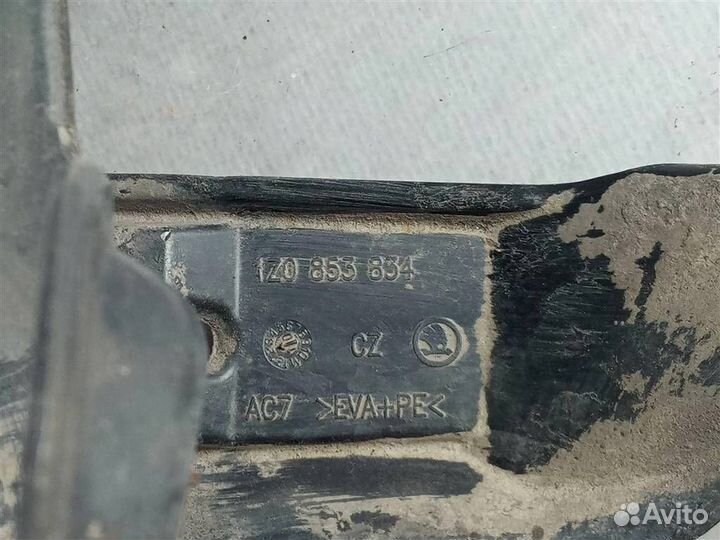 1Z0 853 834
CZ
AC7 >EVA+PE<
Avito